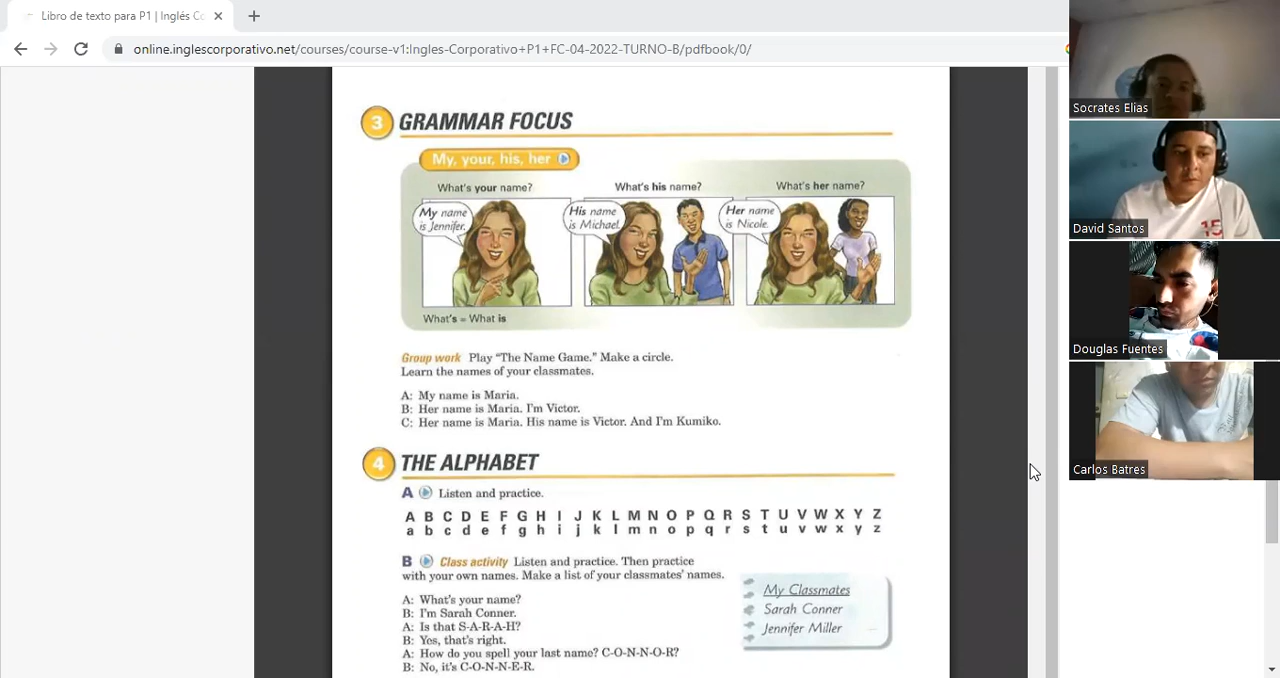 Libro de texto para P1 | Inglés Co
online.inglescorporativo.net/courses/course-v1:Ingles-Corporativo+P1+FC-04-2022-TURNO-B/pdfbook/0/
3 GRAMMAR FOCUS
My, your, his, her
What's your name? What's his name? What's her name?
My name
is Jennifer.
His name
is Michael.
Her name
is Nicole.
What's = What is
Group work Play “The Name Game.” Make a circle.
Learn the names of your classmates.
A: My name is Maria.
B: Her name is Maria. I'm Victor.
C: Her name is Maria. His name is Victor. And I'm Kumiko.
4 THE ALPHABET
A Listen and practice.
A B C D E F G H I J K L M N O P Q R S T U V W X Y Z
a b c d e f g h i j k l m n o p q r s t u v w x y z
B Class activity Listen and practice. Then practice
with your own names. Make a list of your classmates' names.
A: What's your name?
B: I'm Sarah Conner.
A: Is that S-A-R-A-H?
B: Yes, that's right.
A: How do you spell your last name? C-O-N-N-O-R?
B: No, it's C-O-N-N-E-R.
My Classmates
Sarah Conner
Jennifer Miller
Socrates Elias
David Santos
15
Douglas Fuentes
Carlos Batres